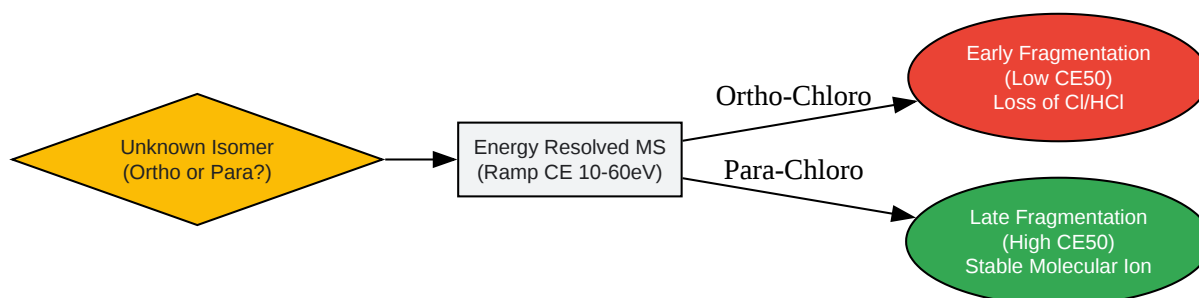 Unknown Isomer
(Ortho or Para?)
Energy Resolved MS
(Ramp CE 10-60eV)
Ortho-Chloro
Para-Chloro
Early Fragmentation
(Low CE50)
Loss of Cl/HCl
Late Fragmentation
(High CE50)
Stable Molecular Ion